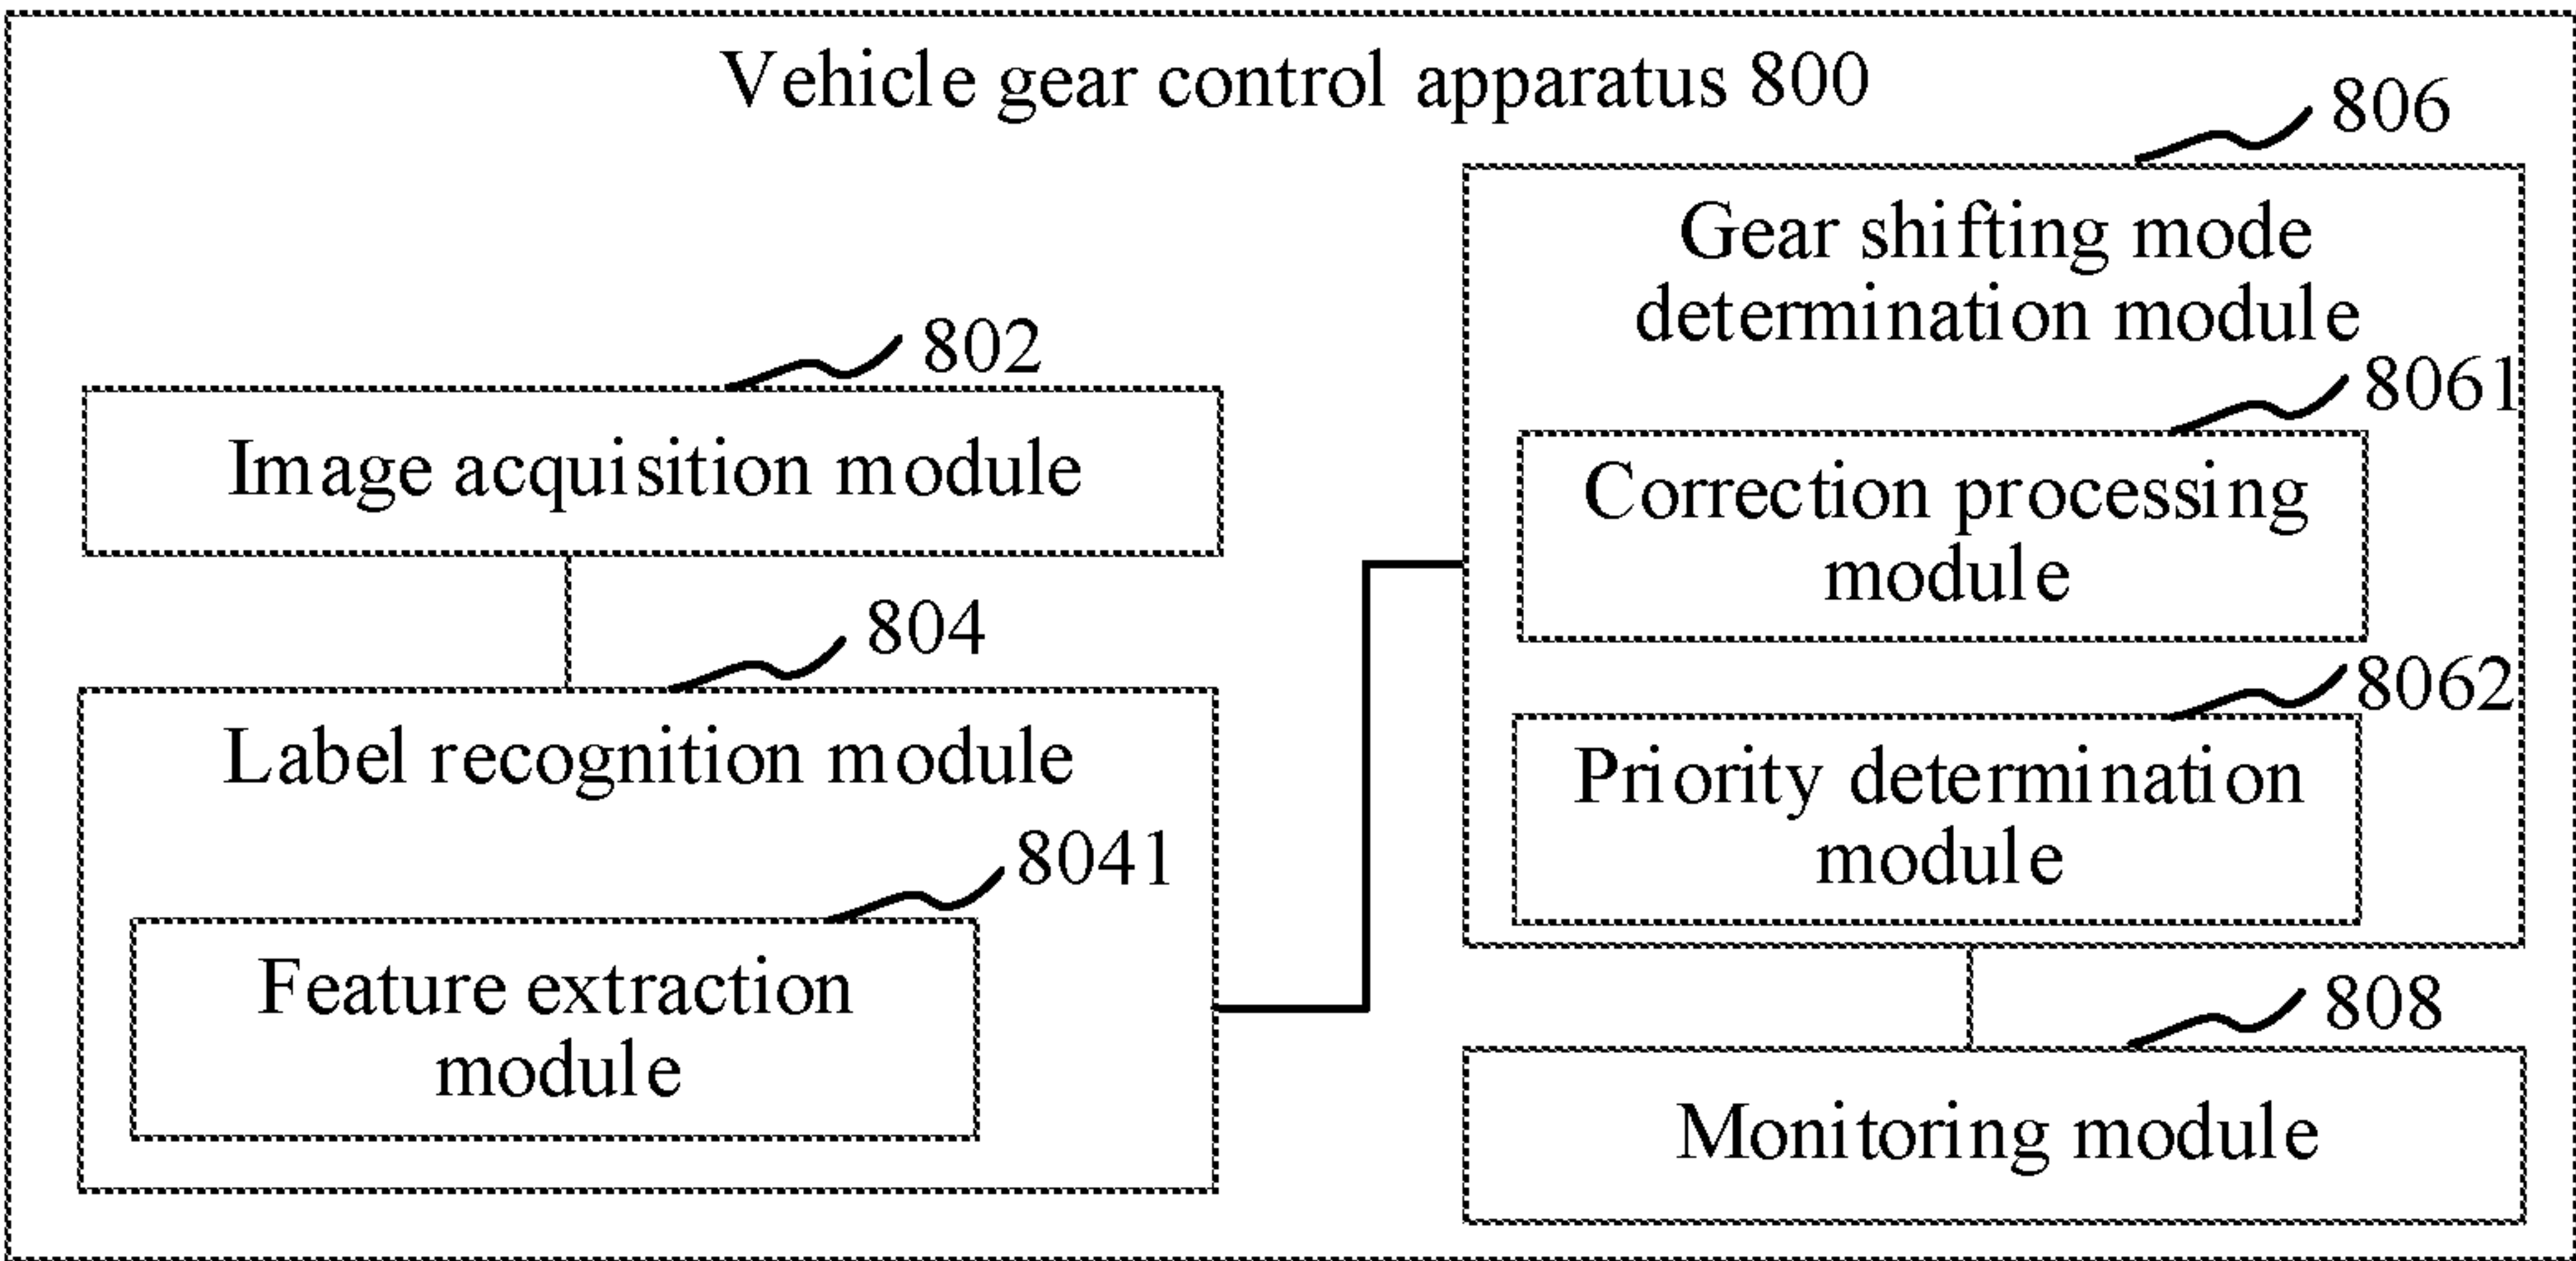 Vehicle gear control apparatus 800
802
Image acquisition module
804
Label recognition module
8041
Feature extraction
module
806
Gear shifting mode
determination module
8061
Correction processing
module
8062
Priority determination
module
808
Monitoring module